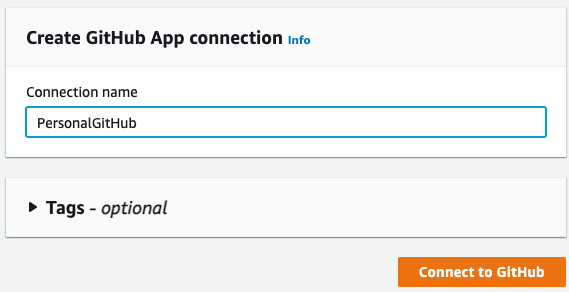 Create GitHub App connection Info
Connection name
PersonalGitHub
Tags - optional
Connect to GitHub